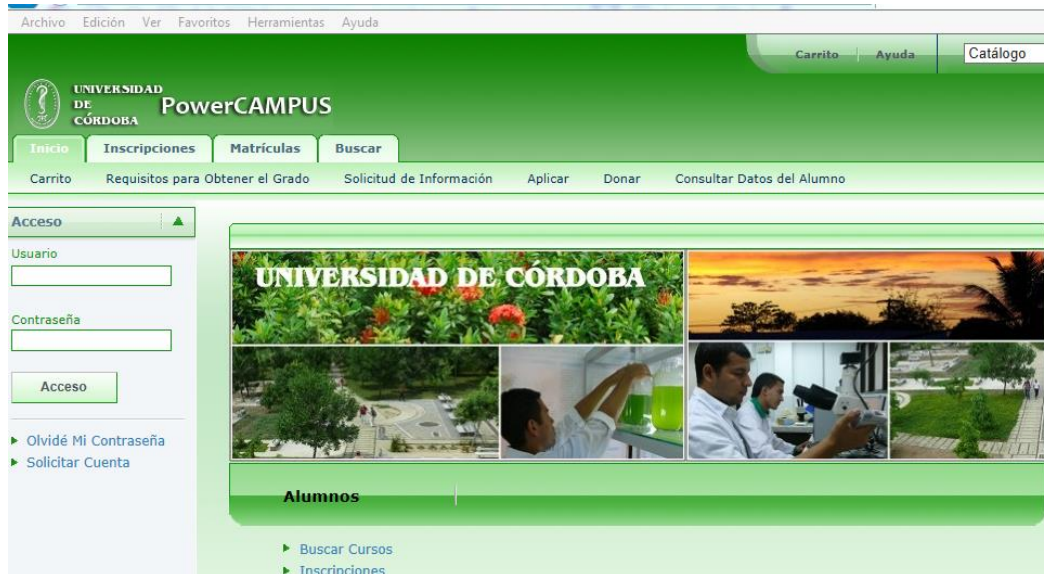 Archivo Edición Ver Favoritos Herramientas Ayuda
Carrito Ayuda Catálogo
UNIVERSIDAD
DE
CÓRDOBA
PowerCAMPUS
Inicio Inscripciones Matrículas Buscar
Carrito Requisitos para Obtener el Grado Solicitud de Información Aplicar Donar Consultar Datos del Alumno
Acceso
Usuario
Contraseña
Acceso
Olvidé Mi Contraseña
Solicitar Cuenta
UNIVERSIDAD DE CÓRDOBA
Alumnos
Buscar Cursos
Inscripciones